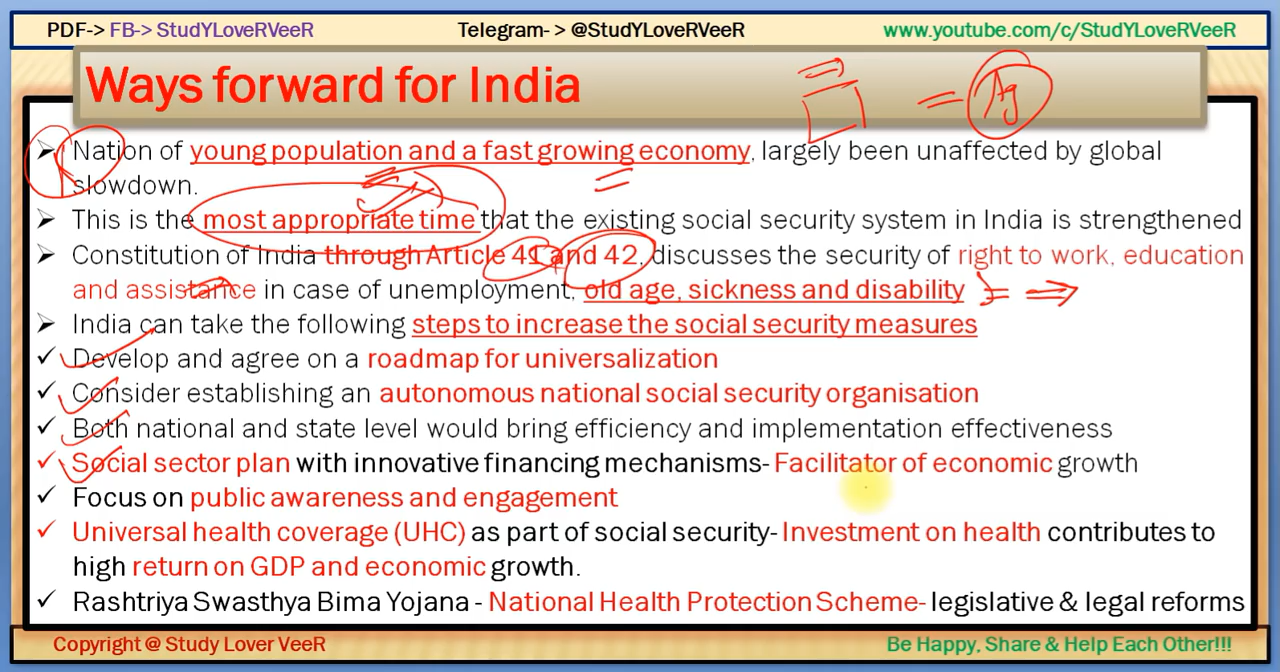 PDF-> FB-> StudYLoveRVeeR Telegram- > @StudYLoveRVeeR www.youtube.com/c/StudYLoveRVeeR
Ways forward for India
➤ Nation of young population and a fast growing economy, largely been unaffected by global
slowdown.
➤ This is the most appropriate time that the existing social security system in India is strengthened
➤ Constitution of India through Article 41 and 42, discusses the security of right to work, education
and assistance in case of unemployment, old age, sickness and disability
➤ India can take the following steps to increase the social security measures
✓ Develop and agree on a roadmap for universalization
✓ Consider establishing an autonomous national social security organisation
✓ Both national and state level would bring efficiency and implementation effectiveness
✓ Social sector plan with innovative financing mechanisms- Facilitator of economic growth
✓ Focus on public awareness and engagement
✓ Universal health coverage (UHC) as part of social security- Investment on health contributes to
high return on GDP and economic growth.
✓ Rashtriya Swasthya Bima Yojana - National Health Protection Scheme- legislative & legal reforms
Copyright @ Study Lover VeeR Be Happy, Share & Help Each Other!!!